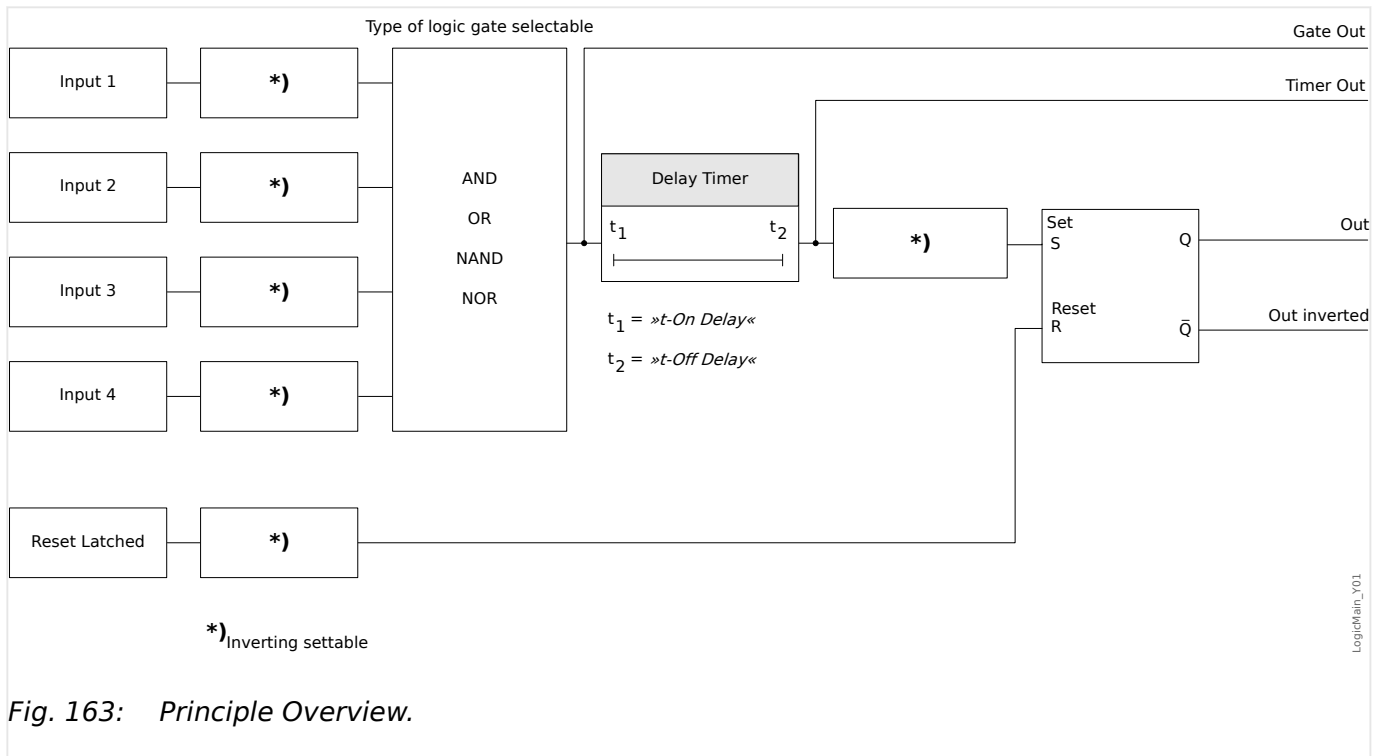 Type of logic gate selectable
Gate Out
Input 1
*)
Timer Out
Input 2
*)
AND
OR
NAND
NOR
Delay Timer
t1
t2
*)
Set
S
Q
Out
Input 3
*)
t1 = »t-On Delay«
t2 = »t-Off Delay«
Reset
R
Q̅
Out inverted
Input 4
*)
Reset Latched
*)
*)Inverting settable
LogicMain_Y01
Fig. 163: Principle Overview.